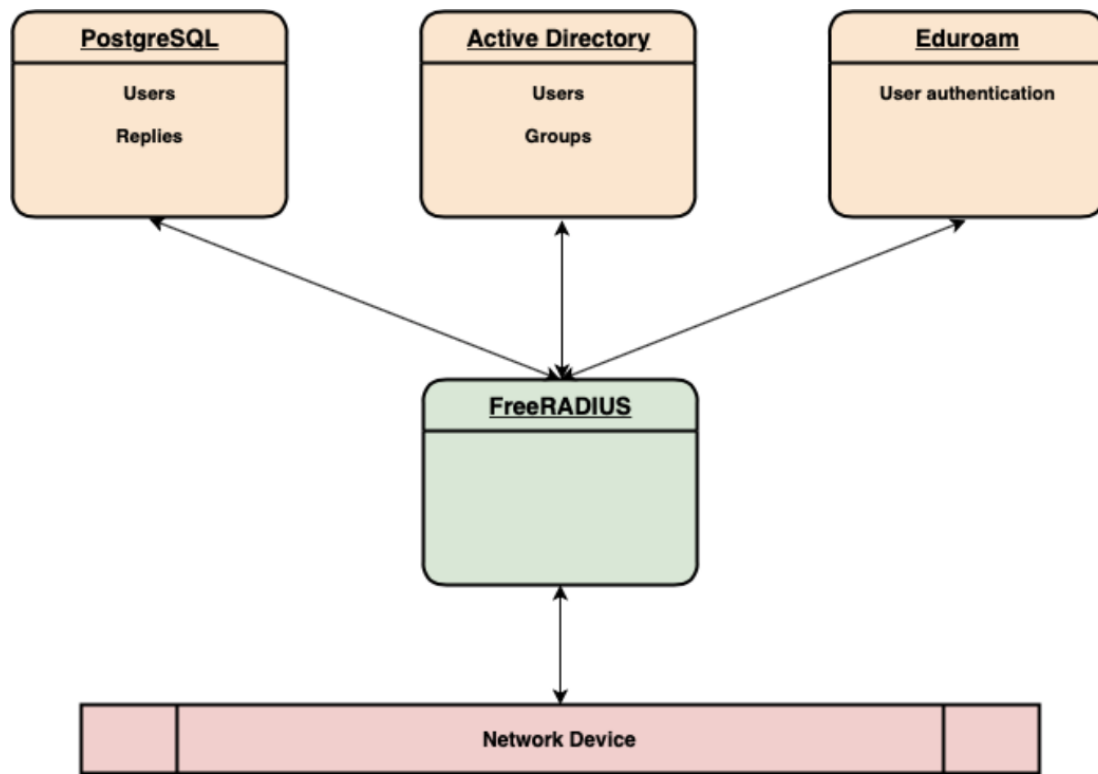 PostgreSQL
Users
Replies
Active Directory
Users
Groups
Eduroam
User authentication
FreeRADIUS
Network Device